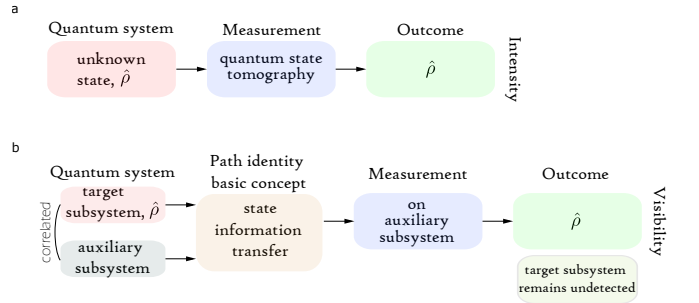 a
Quantum system
Measurement
Outcome
unknown
state, ρ̂
quantum state
tomography
ρ̂
Intensity
b
Quantum system
Path identity
basic concept
Measurement
Outcome
correlated
target
subsystem, ρ̂
auxiliary
subsystem
state
information
transfer
on
auxiliary
subsystem
ρ̂
Visibility
target subsystem
remains undetected